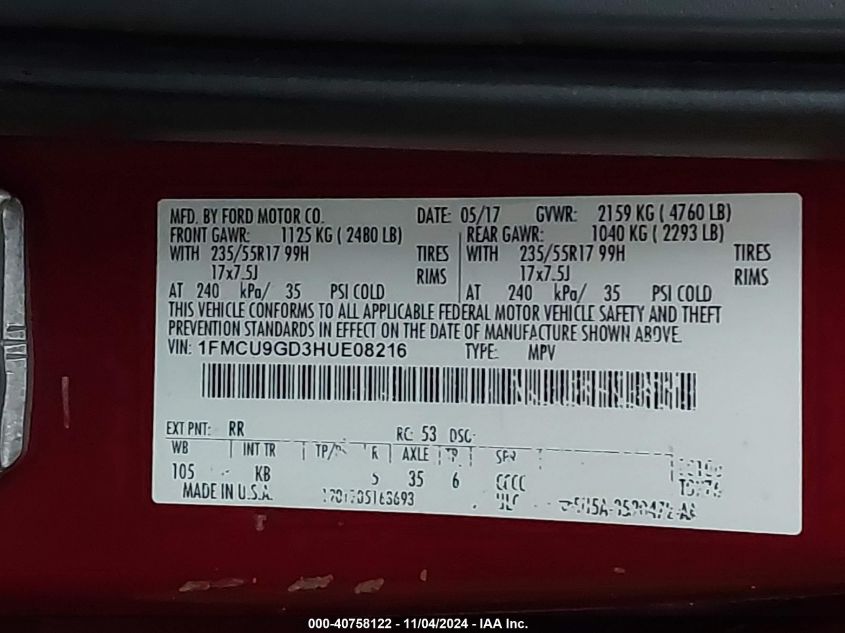 MFD. BY FORD MOTOR CO. DATE: 05/17 GVWR: 2159 KG ( 4760 LB)
FRONT GAWR: 1125 KG ( 2480 LB) REAR GAWR: 1040 KG ( 2293 LB)
WITH 235/55R17 99H TIRES WITH 235/55R17 99H TIRES
17x7.5J RIMS 17x7.5J RIMS
AT 240 kPa/ 35 PSI COLD AT 240 kPa/ 35 PSI COLD
THIS VEHICLE CONFORMS TO ALL APPLICABLE FEDERAL MOTOR VEHICLE SAFETY AND THEFT
PREVENTION STANDARDS IN EFFECT ON THE DATE OF MANUFACTURE SHOWN ABOVE.
VIN: 1FMCU9GD3HUE08216 TYPE: MPV
EXT PNT: RR RC: 53 DSO:
WB INT TR TP/ R AXLE TR SPR
105 KB 5 35 6
MADE IN U.S.A.
000-40758122 - 11/04/2024 - IAA Inc.